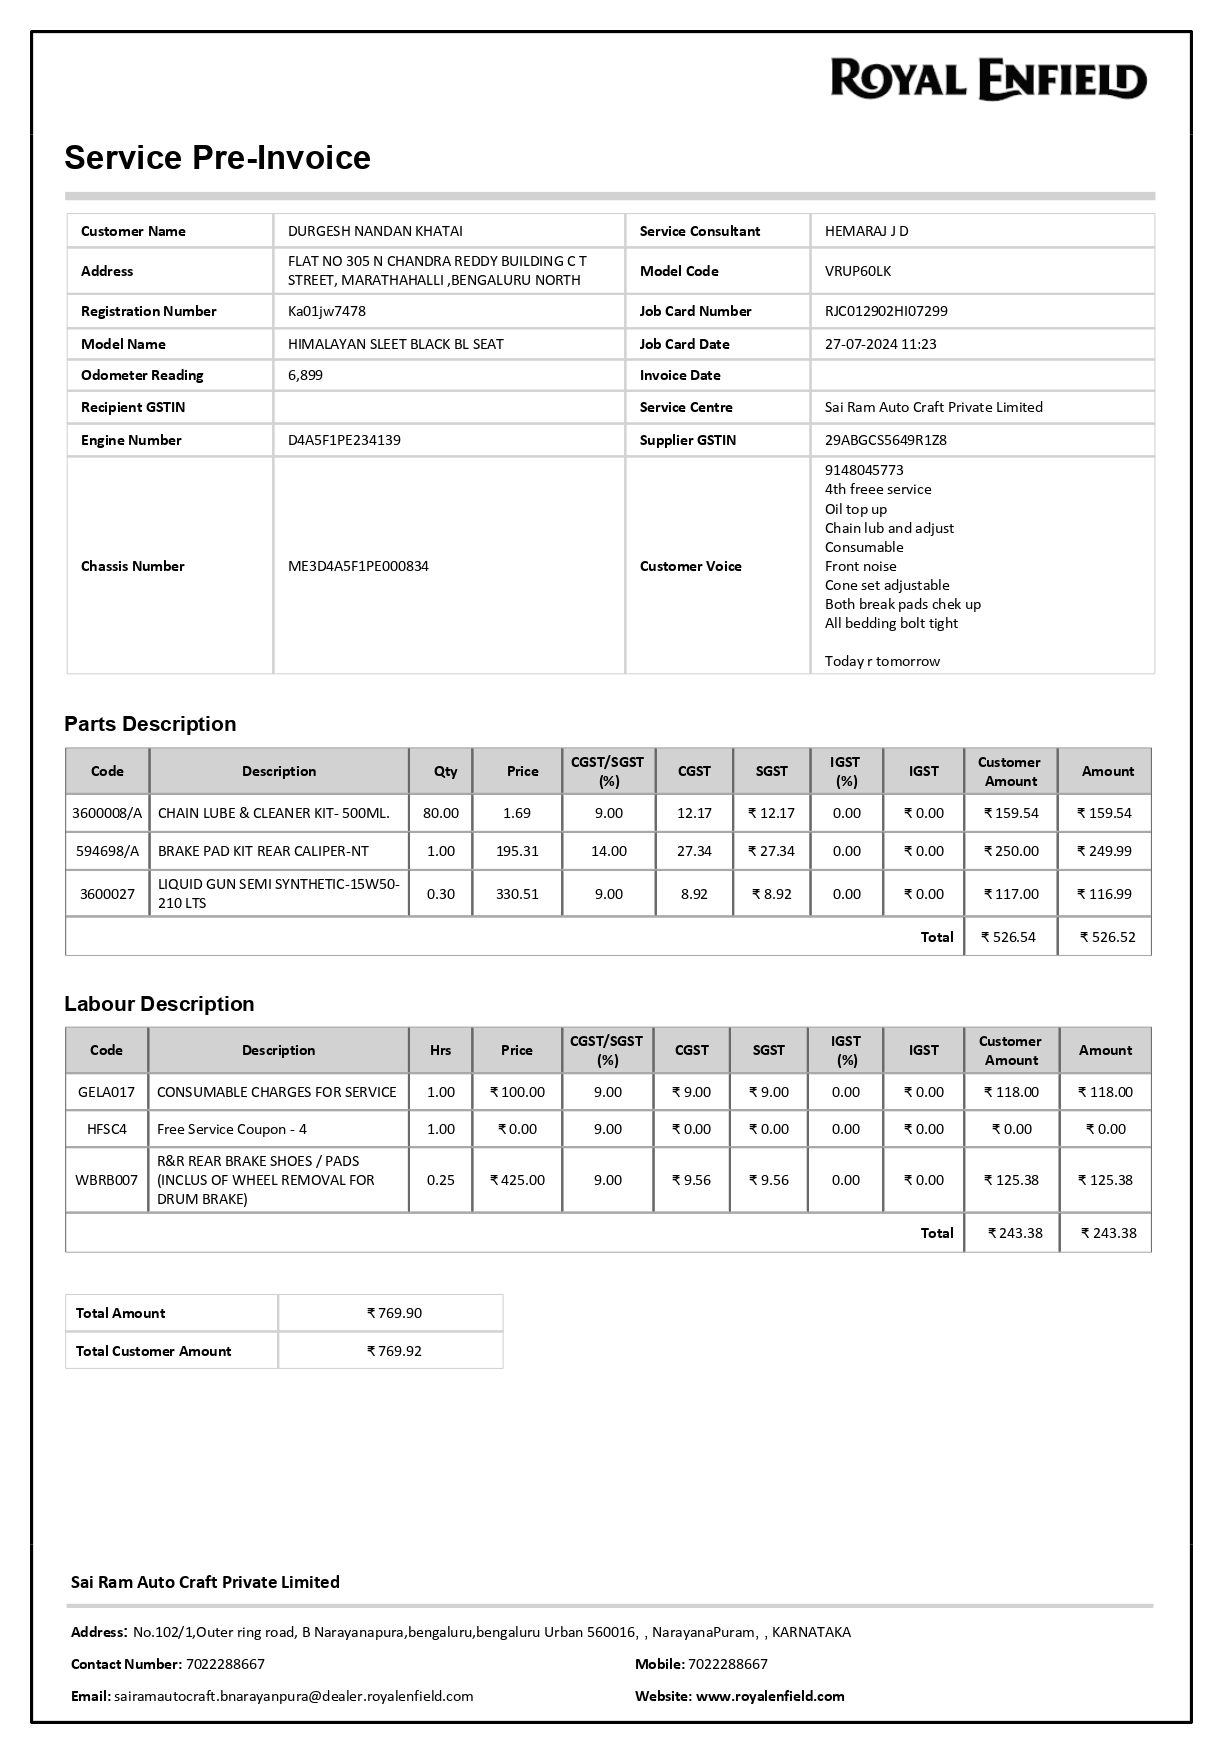 ROYAL ENFIELD
Service Pre-Invoice
Customer Name DURGESH NANDAN KHATAI Service Consultant HEMARAJ J D
Address FLAT NO 305 N CHANDRA REDDY BUILDING C T STREET, MARATHAHALLI ,BENGALURU NORTH Model Code VRUP60LK
Registration Number Ka01jw7478 Job Card Number RJC012902HI07299
Model Name HIMALAYAN SLEET BLACK BL SEAT Job Card Date 27-07-2024 11:23
Odometer Reading 6,899 Invoice Date
Recipient GSTIN Service Centre Sai Ram Auto Craft Private Limited
Engine Number D4A5F1PE234139 Supplier GSTIN 29ABGCS5649R1Z8
Chassis Number ME3D4A5F1PE000834 Customer Voice
9148045773
4th freee service
Oil top up
Chain lub and adjust
Consumable
Front noise
Cone set adjustable
Both break pads chek up
All bedding bolt tight
Today r tomorrow
Parts Description
Code Description Qty Price CGST/SGST (%) CGST SGST IGST (%) IGST Customer Amount Amount
3600008/A CHAIN LUBE & CLEANER KIT- 500ML. 80.00 1.69 9.00 12.17 ₹ 12.17 0.00 ₹ 0.00 ₹ 159.54 ₹ 159.54
594698/A BRAKE PAD KIT REAR CALIPER-NT 1.00 195.31 14.00 27.34 ₹ 27.34 0.00 ₹ 0.00 ₹ 250.00 ₹ 249.99
3600027 LIQUID GUN SEMI SYNTHETIC-15W50-210 LTS 0.30 330.51 9.00 8.92 ₹ 8.92 0.00 ₹ 0.00 ₹ 117.00 ₹ 116.99
Total ₹ 526.54 ₹ 526.52
Labour Description
Code Description Hrs Price CGST/SGST (%) CGST SGST IGST (%) IGST Customer Amount Amount
GELA017 CONSUMABLE CHARGES FOR SERVICE 1.00 ₹ 100.00 9.00 ₹ 9.00 ₹ 9.00 0.00 ₹ 0.00 ₹ 118.00 ₹ 118.00
HFSC4 Free Service Coupon - 4 1.00 ₹ 0.00 9.00 ₹ 0.00 ₹ 0.00 0.00 ₹ 0.00 ₹ 0.00 ₹ 0.00
WBRB007 R&R REAR BRAKE SHOES / PADS (INCLUS OF WHEEL REMOVAL FOR DRUM BRAKE) 0.25 ₹ 425.00 9.00 ₹ 9.56 ₹ 9.56 0.00 ₹ 0.00 ₹ 125.38 ₹ 125.38
Total ₹ 243.38 ₹ 243.38
Total Amount ₹ 769.90
Total Customer Amount ₹ 769.92
Sai Ram Auto Craft Private Limited
Address: No.102/1,Outer ring road, B Narayanapura,bengaluru,bengaluru Urban 560016, , NarayanaPuram, , KARNATAKA
Contact Number: 7022288667 Mobile: 7022288667
Email: sairamautocraft.bnarayanpura@dealer.royalenfield.com Website: www.royalenfield.com